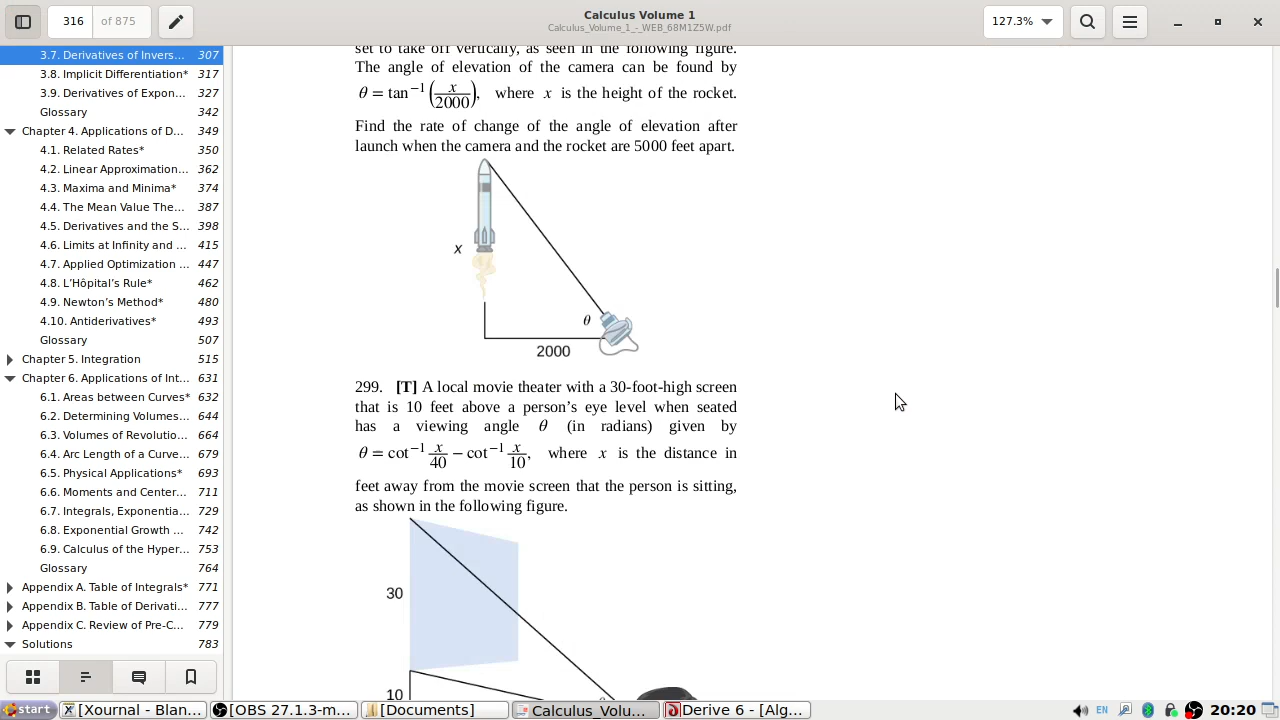 316 of 875
Calculus Volume 1
Calculus_Volume_1_-_WEB_68M1Z5W.pdf
127.3%
3.7. Derivatives of Invers... 307
3.8. Implicit Differentiation* 317
3.9. Derivatives of Expon... 327
Glossary 342
Chapter 4. Applications of D... 349
4.1. Related Rates* 350
4.2. Linear Approximation... 362
4.3. Maxima and Minima* 374
4.4. The Mean Value The... 387
4.5. Derivatives and the S... 398
4.6. Limits at Infinity and ... 415
4.7. Applied Optimization ... 447
4.8. L’Hôpital’s Rule* 462
4.9. Newton’s Method* 480
4.10. Antiderivatives* 493
Glossary 507
Chapter 5. Integration 515
Chapter 6. Applications of Int... 631
6.1. Areas between Curves* 632
6.2. Determining Volumes... 644
6.3. Volumes of Revolutio... 664
6.4. Arc Length of a Curve... 679
6.5. Physical Applications* 693
6.6. Moments and Center... 711
6.7. Integrals, Exponentia... 729
6.8. Exponential Growth ... 742
6.9. Calculus of the Hyper... 753
Glossary 764
Appendix A. Table of Integrals* 771
Appendix B. Table of Derivati... 777
Appendix C. Review of Pre-C... 779
Solutions 783
set to take off vertically, as seen in the following figure.
The angle of elevation of the camera can be found by
θ = tan⁻¹(x/2000), where x is the height of the rocket.
Find the rate of change of the angle of elevation after
launch when the camera and the rocket are 5000 feet apart.
x
θ
2000
299. [T] A local movie theater with a 30-foot-high screen
that is 10 feet above a person’s eye level when seated
has a viewing angle θ (in radians) given by
θ = cot⁻¹ x/40 − cot⁻¹ x/10, where x is the distance in
feet away from the movie screen that the person is sitting,
as shown in the following figure.
30
10
start
[Xournal - Blan...
[OBS 27.1.3-m...
[Documents]
Calculus_Volu...
Derive 6 - [Alg...
EN
20:20